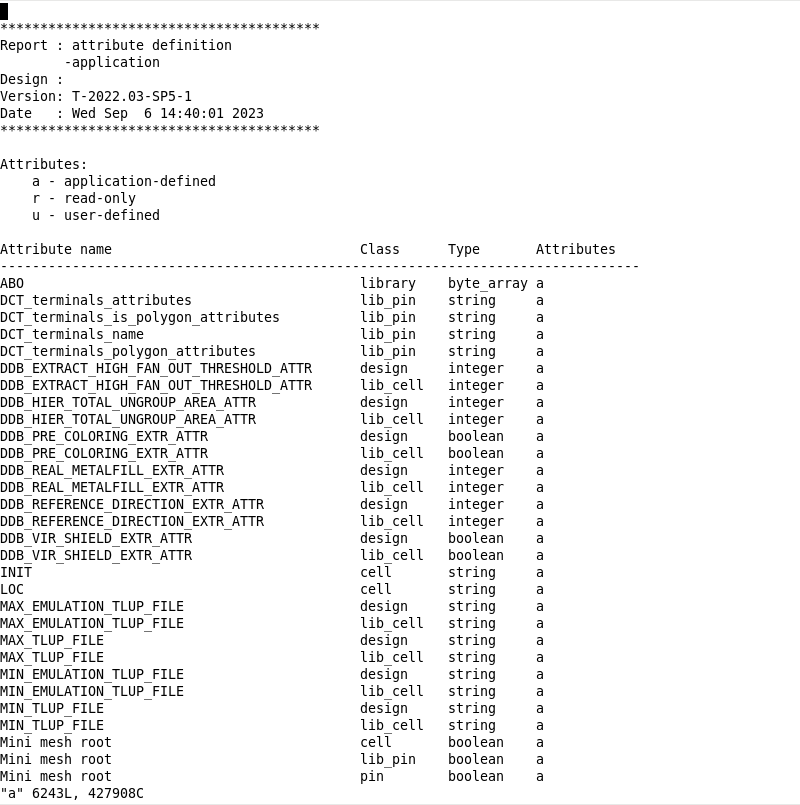 ****************************************
Report : attribute definition
        -application
Design :
Version: T-2022.03-SP5-1
Date   : Wed Sep  6 14:40:01 2023
****************************************

Attributes:
    a - application-defined
    r - read-only
    u - user-defined

Attribute name                               Class      Type       Attributes
--------------------------------------------------------------------------------
ABO                                          library    byte_array a
DCT_terminals_attributes                     lib_pin    string     a
DCT_terminals_is_polygon_attributes          lib_pin    string     a
DCT_terminals_name                           lib_pin    string     a
DCT_terminals_polygon_attributes             lib_pin    string     a
DDB_EXTRACT_HIGH_FAN_OUT_THRESHOLD_ATTR      design     integer    a
DDB_EXTRACT_HIGH_FAN_OUT_THRESHOLD_ATTR      lib_cell   integer    a
DDB_HIER_TOTAL_UNGROUP_AREA_ATTR             design     integer    a
DDB_HIER_TOTAL_UNGROUP_AREA_ATTR             lib_cell   integer    a
DDB_PRE_COLORING_EXTR_ATTR                   design     boolean    a
DDB_PRE_COLORING_EXTR_ATTR                   lib_cell   boolean    a
DDB_REAL_METALFILL_EXTR_ATTR                 design     integer    a
DDB_REAL_METALFILL_EXTR_ATTR                 lib_cell   integer    a
DDB_REFERENCE_DIRECTION_EXTR_ATTR            design     integer    a
DDB_REFERENCE_DIRECTION_EXTR_ATTR            lib_cell   integer    a
DDB_VIR_SHIELD_EXTR_ATTR                     design     boolean    a
DDB_VIR_SHIELD_EXTR_ATTR                     lib_cell   boolean    a
INIT                                         cell       string     a
LOC                                          cell       string     a
MAX_EMULATION_TLUP_FILE                      design     string     a
MAX_EMULATION_TLUP_FILE                      lib_cell   string     a
MAX_TLUP_FILE                                design     string     a
MAX_TLUP_FILE                                lib_cell   string     a
MIN_EMULATION_TLUP_FILE                      design     string     a
MIN_EMULATION_TLUP_FILE                      lib_cell   string     a
MIN_TLUP_FILE                                design     string     a
MIN_TLUP_FILE                                lib_cell   string     a
Mini mesh root                               cell       boolean    a
Mini mesh root                               lib_pin    boolean    a
Mini mesh root                               pin        boolean    a
"a" 6243L, 427908C